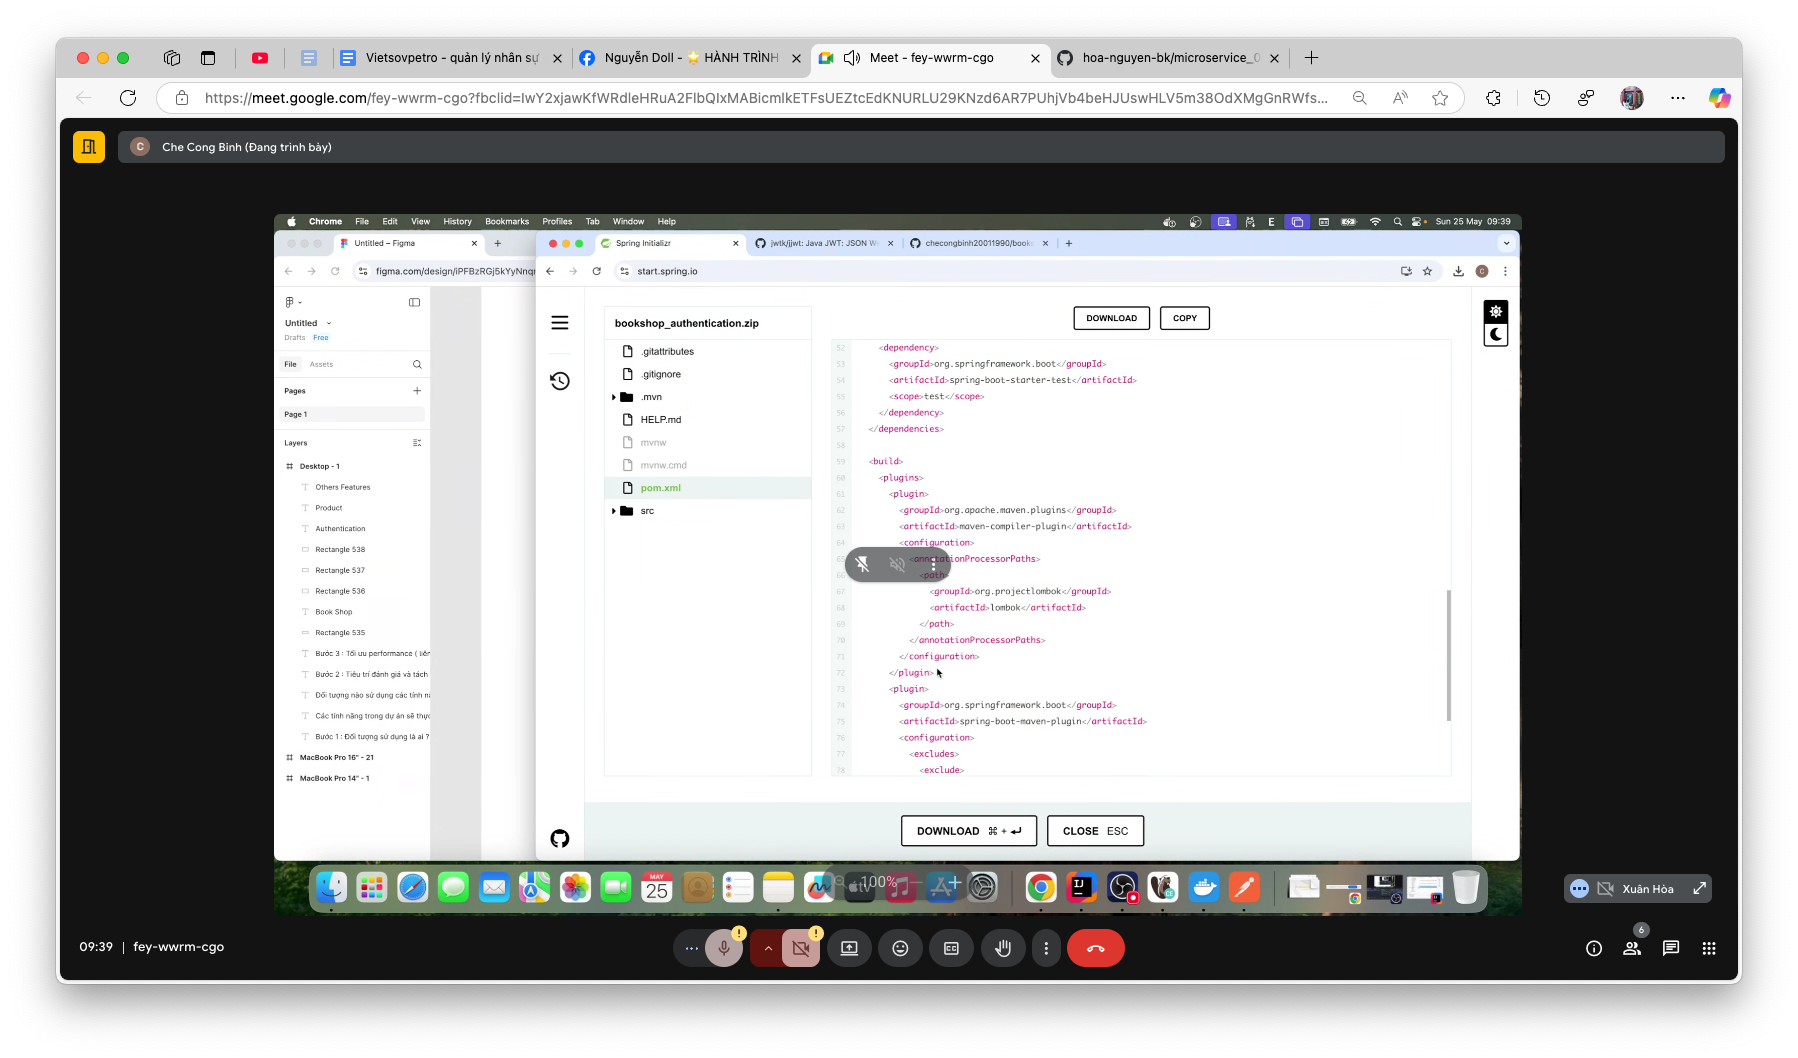 Vietsovpetro - quản lý nhân sự
Nguyễn Doll - ⭐ HÀNH TRÌNH
Meet - fey-wwrm-cgo
hoa-nguyen-bk/microservice_0
https://meet.google.com/fey-wwrm-cgo?fbclid=IwY2xjawKfWRdleHRuA2FlbQIxMABicmlkETFsUEZtcEdKNURLU29KNzd6AR7PUhjVb4beHJUswHLV5m38OdXMgGnRWfs...
C
Che Cong Binh (Đang trình bày)
Chrome File Edit View History Bookmarks Profiles Tab Window Help
E
Sun 25 May 09:39
Untitled – Figma
Spring Initializr
jwtk/jjwt: Java JWT: JSON W
checongbinh20011990/books
figma.com/design/iPFBzRGj5kYyNnqr
start.spring.io
C
Untitled
Drafts Free
File Assets
Pages
Page 1
Layers
Desktop - 1
Others Features
Product
Authentication
Rectangle 538
Rectangle 537
Rectangle 536
Book Shop
Rectangle 535
Bước 3 : Tối ưu performance ( liên
Bước 2 : Tiêu trí đánh giá và tách
Đối tượng nào sử dụng các tính nă
Các tính năng trong dự án sẽ thực
Bước 1 : Đối tượng sử dụng là ai ?
MacBook Pro 16" - 21
MacBook Pro 14" - 1
bookshop_authentication.zip
DOWNLOAD COPY
.gitattributes
.gitignore
.mvn
HELP.md
mvnw
mvnw.cmd
pom.xml
src
52 <dependency>
53 <groupId>org.springframework.boot</groupId>
54 <artifactId>spring-boot-starter-test</artifactId>
55 <scope>test</scope>
56 </dependency>
57 </dependencies>
58
59 <build>
60 <plugins>
61 <plugin>
62 <groupId>org.apache.maven.plugins</groupId>
63 <artifactId>maven-compiler-plugin</artifactId>
64 <configuration>
65 <annotationProcessorPaths>
66 <path>
67 <groupId>org.projectlombok</groupId>
68 <artifactId>lombok</artifactId>
69 </path>
70 </annotationProcessorPaths>
71 </configuration>
72 </plugin>
73 <plugin>
74 <groupId>org.springframework.boot</groupId>
75 <artifactId>spring-boot-maven-plugin</artifactId>
76 <configuration>
77 <excludes>
78 <exclude>
DOWNLOAD ⌘ + ↵
CLOSE ESC
MAY
25
tv
100%
Xuân Hòa
09:39 | fey-wwrm-cgo
6